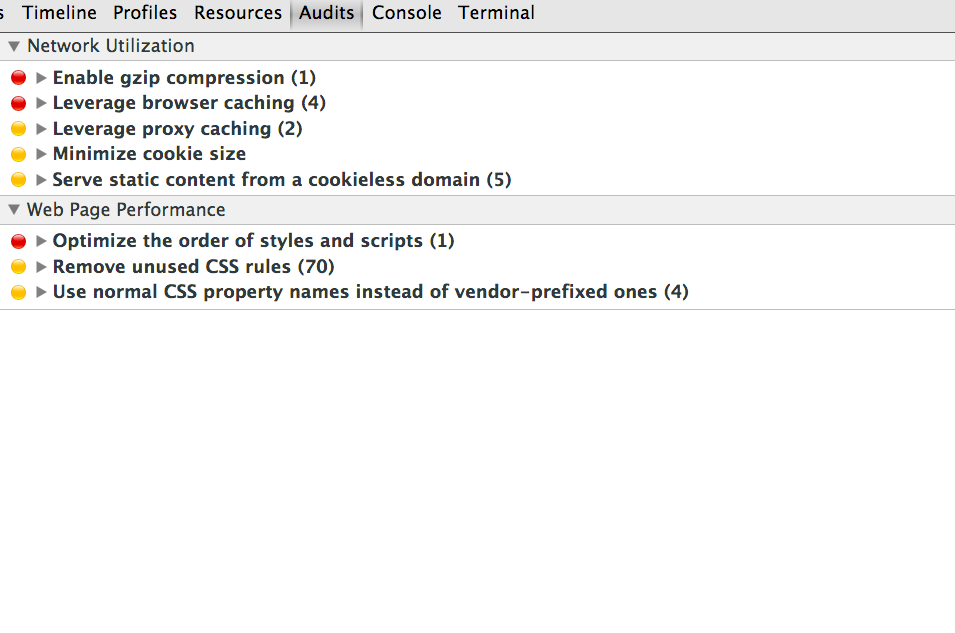 s Timeline Profiles Resources Audits Console Terminal
Network Utilization
Enable gzip compression (1)
Leverage browser caching (4)
Leverage proxy caching (2)
Minimize cookie size
Serve static content from a cookieless domain (5)
Web Page Performance
Optimize the order of styles and scripts (1)
Remove unused CSS rules (70)
Use normal CSS property names instead of vendor-prefixed ones (4)